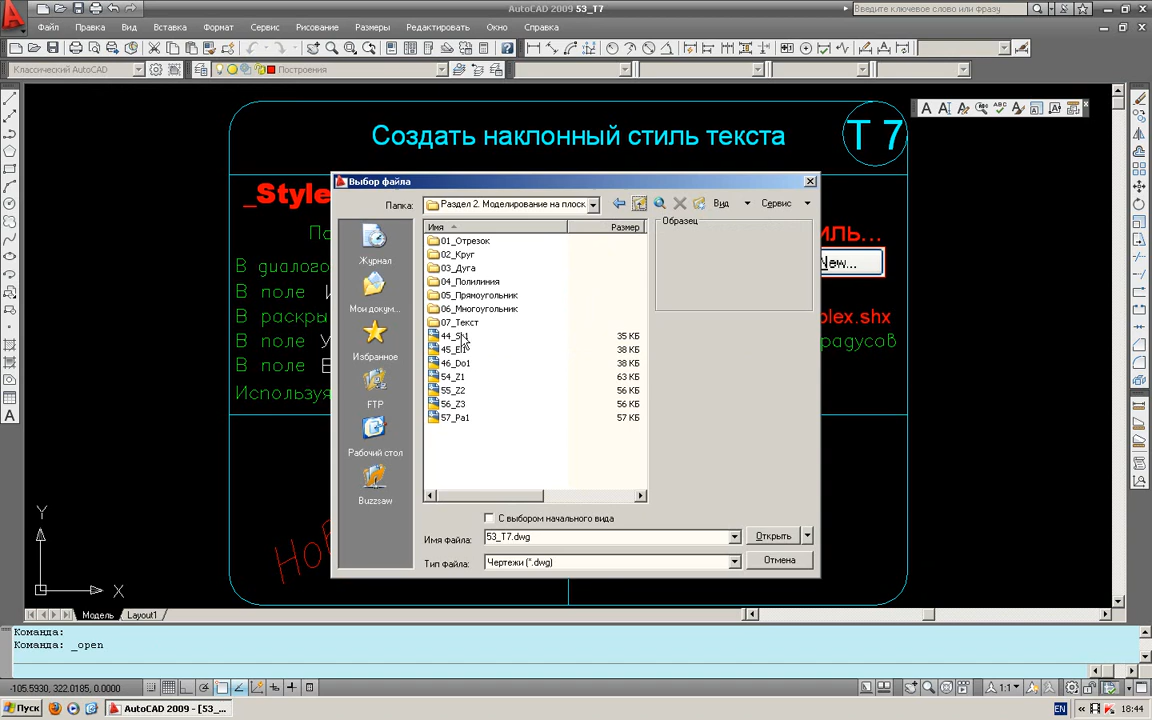 AutoCAD 2009 53_T7
Введите ключевое слово или фразу
Файл Правка Вид Вставка Формат Сервис Рисование Размеры Редактировать Окно Справка
Классический AutoCAD
Построения
Создать наклонный стиль текста
T 7
_Style
В диалого
В поле
В раскры
В поле
В поле
Используя
New...
plex.shx
градусов
Выбор файла
Папка: Раздел 2. Моделирование на плоск
Вид Сервис
Имя Размер
Образец
01_Отрезок
02_Круг
03_Дуга
04_Полилиния
05_Прямоугольник
06_Многоугольник
07_Текст
35 КБ
38 КБ
46_Do1 38 КБ
54_Z1 63 КБ
55_Z2 56 КБ
56_Z3 56 КБ
57_Pa1 57 КБ
Журнал
Мои докум...
Избранное
FTP
Рабочий стол
Buzzsaw
С выбором начального вида
Имя файла: 53_T7.dwg Открыть
Тип файла: Чертежи (*.dwg) Отмена
Y
X
Модель Layout1
Команда:
Команда: _open
-105.5930, 322.0185, 0.0000
1:1
Пуск AutoCAD 2009 - [53_... EN 18:44